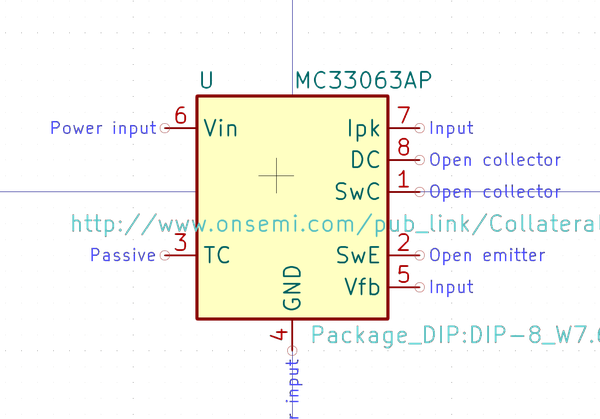 U MC33063AP
Power input 6 Vin Ipk 7 Input
DC 8 Open collector
SwC 1 Open collector
http://www.onsemi.com/pub_link/Collateral
Passive 3 TC SwE 2 Open emitter
Vfb 5 Input
GND
4
Package_DIP:DIP-8_W7.6
r input